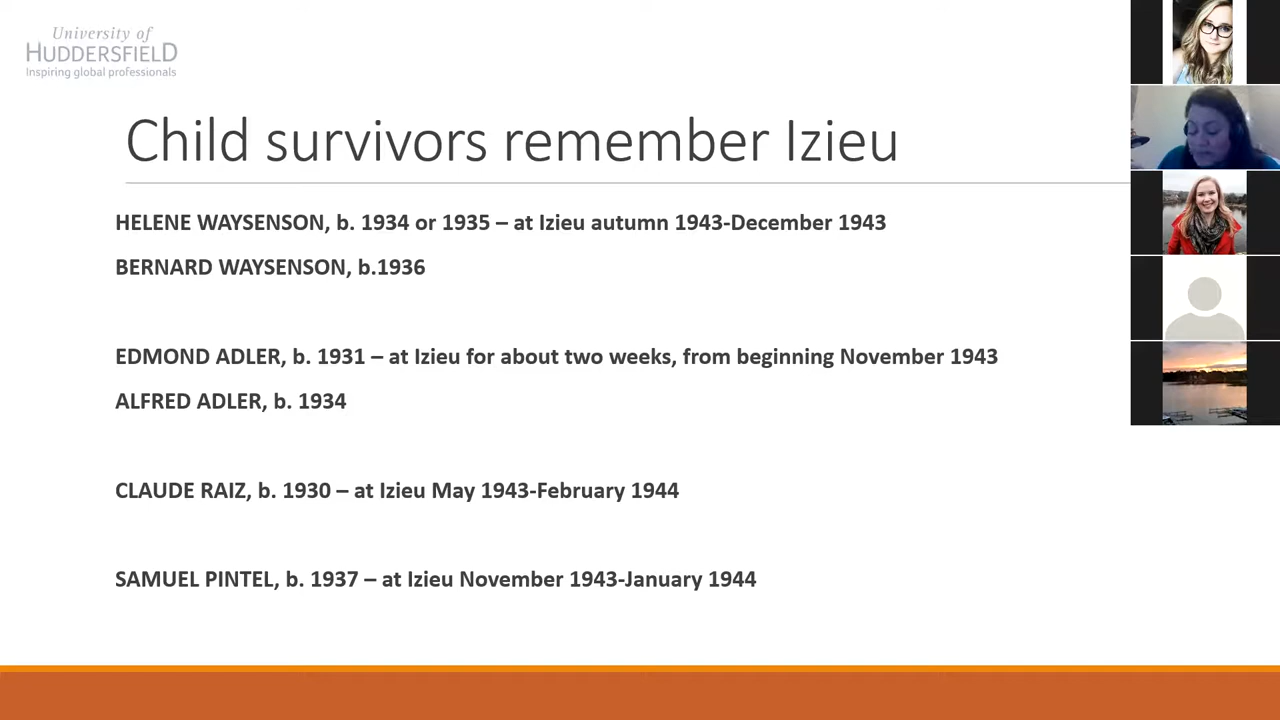 University of
HUDDERSFIELD
Inspiring global professionals
Child survivors remember Izieu
HELENE WAYSENSON, b. 1934 or 1935 – at Izieu autumn 1943-December 1943
BERNARD WAYSENSON, b.1936
EDMOND ADLER, b. 1931 – at Izieu for about two weeks, from beginning November 1943
ALFRED ADLER, b. 1934
CLAUDE RAIZ, b. 1930 – at Izieu May 1943-February 1944
SAMUEL PINTEL, b. 1937 – at Izieu November 1943-January 1944